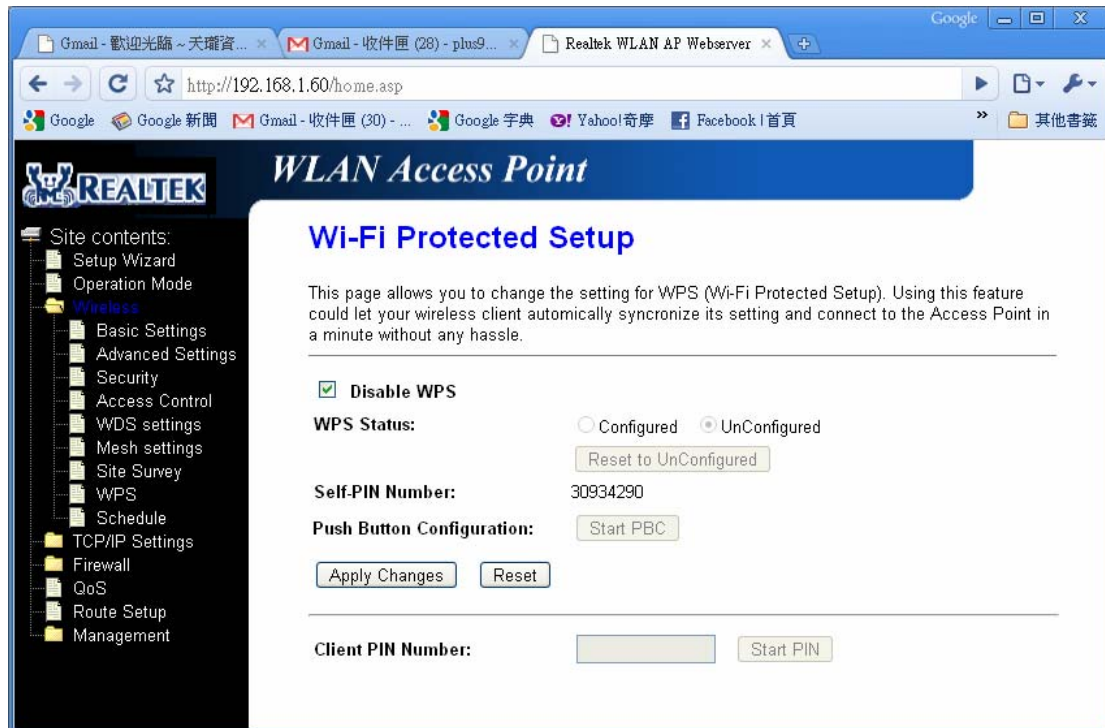 Google
Gmail - 歡迎光臨 ~ 天瓏資...
Gmail - 收件匣 (28) - plus9...
Realtek WLAN AP Webserver
http://192.168.1.60/home.asp
Google
Google 新聞
Gmail - 收件匣 (30) - ...
Google 字典
Yahoo!奇摩
Facebook | 首頁
»
其他書籤
REALTEK
WLAN Access Point
Site contents:
Setup Wizard
Operation Mode
Wireless
Basic Settings
Advanced Settings
Security
Access Control
WDS settings
Mesh settings
Site Survey
WPS
Schedule
TCP/IP Settings
Firewall
QoS
Route Setup
Management
Wi-Fi Protected Setup
This page allows you to change the setting for WPS (Wi-Fi Protected Setup). Using this feature
could let your wireless client automically syncronize its setting and connect to the Access Point in
a minute without any hassle.
Disable WPS
WPS Status:
Configured
UnConfigured
Reset to UnConfigured
Self-PIN Number:
30934290
Push Button Configuration:
Start PBC
Apply Changes
Reset
Client PIN Number:
Start PIN